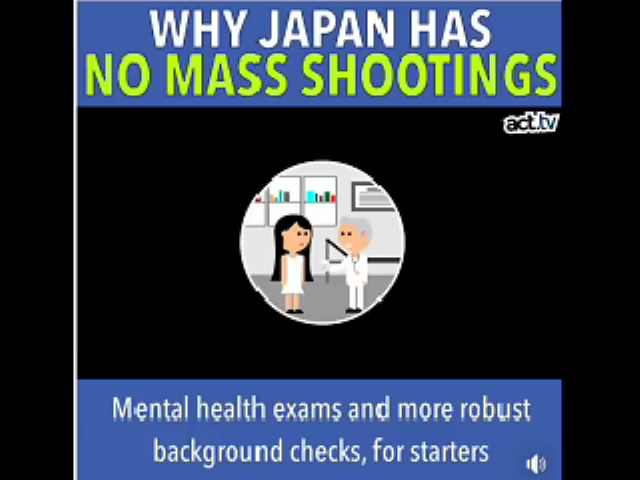 WHY JAPAN HAS
NO MASS SHOOTINGS
act.tv
Mental health exams and more robust
background checks, for starters